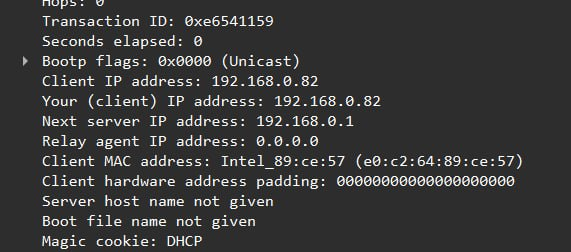 Hops: 0
Transaction ID: 0xe6541159
Seconds elapsed: 0
Bootp flags: 0x0000 (Unicast)
Client IP address: 192.168.0.82
Your (client) IP address: 192.168.0.82
Next server IP address: 192.168.0.1
Relay agent IP address: 0.0.0.0
Client MAC address: Intel_89:ce:57 (e0:c2:64:89:ce:57)
Client hardware address padding: 00000000000000000000
Server host name not given
Boot file name not given
Magic cookie: DHCP